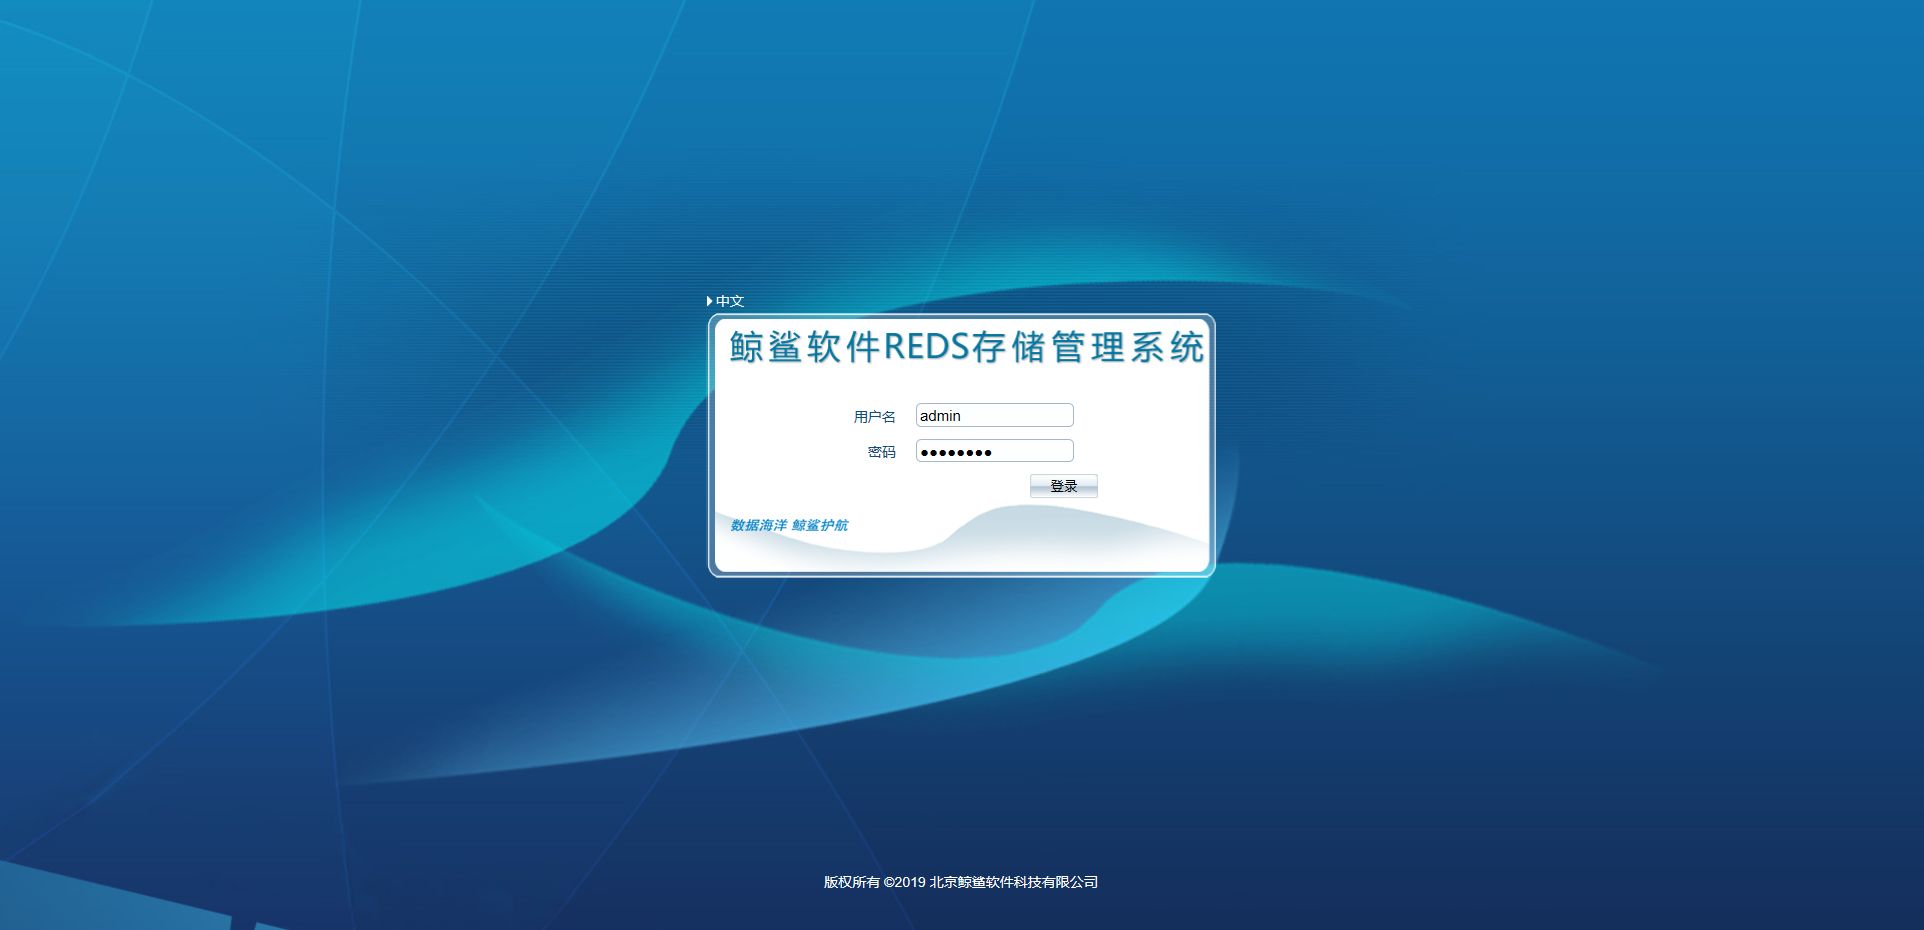 中文
鲸鲨软件REDS存储管理系统
用户名 admin
密码 ●●●●●●●●
登录
数据海洋 鲸鲨护航
版权所有 ©2019 北京鲸鲨软件科技有限公司